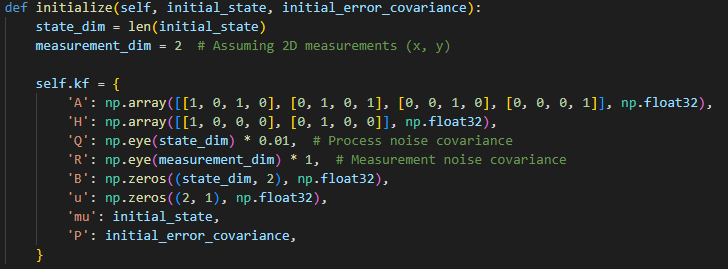 def initialize(self, initial_state, initial_error_covariance):
    state_dim = len(initial_state)
    measurement_dim = 2  # Assuming 2D measurements (x, y)

    self.kf = {
        'A': np.array([[1, 0, 1, 0], [0, 1, 0, 1], [0, 0, 1, 0], [0, 0, 0, 1]], np.float32),
        'H': np.array([[1, 0, 0, 0], [0, 1, 0, 0]], np.float32),
        'Q': np.eye(state_dim) * 0.01,  # Process noise covariance
        'R': np.eye(measurement_dim) * 1,  # Measurement noise covariance
        'B': np.zeros((state_dim, 2), np.float32),
        'u': np.zeros((2, 1), np.float32),
        'mu': initial_state,
        'P': initial_error_covariance,
    }